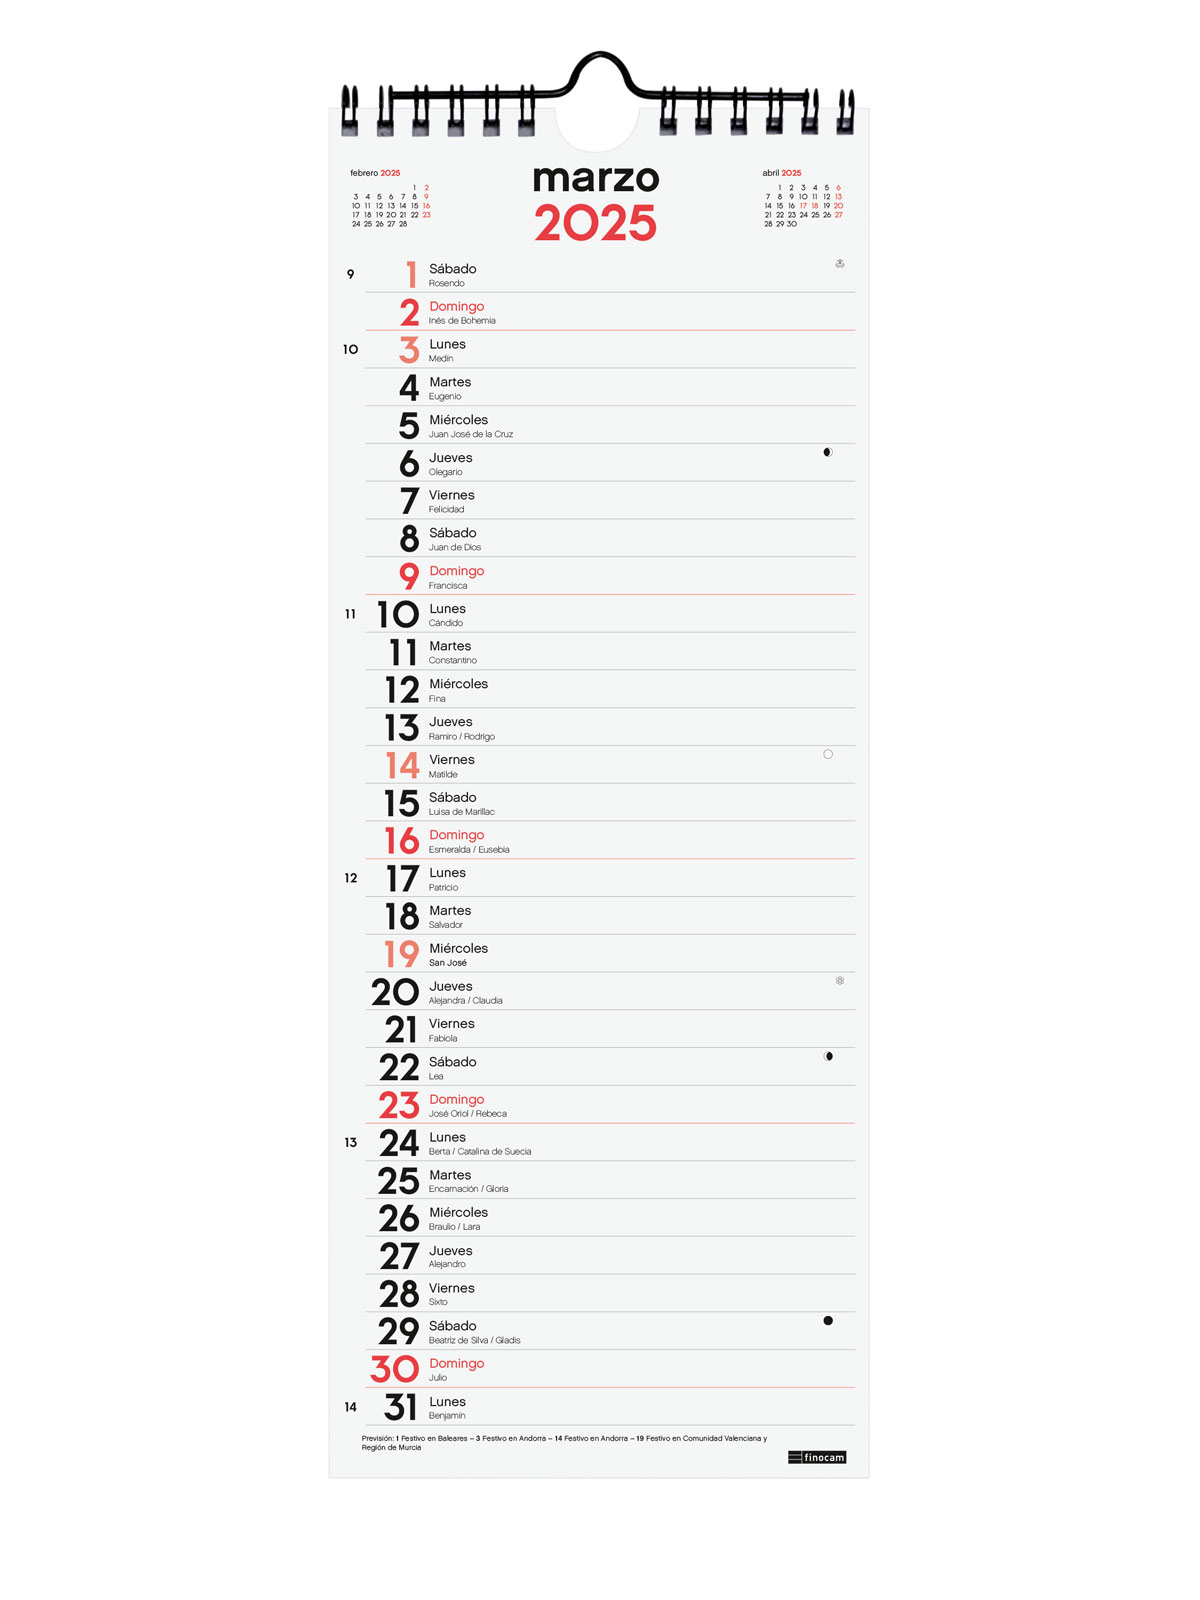 febrero 2025
1 2
3 4 5 6 7 8 9
10 11 12 13 14 15 16
17 18 19 20 21 22 23
24 25 26 27 28
marzo
2025
abril 2025
1 2 3 4 5 6
7 8 9 10 11 12 13
14 15 16 17 18 19 20
21 22 23 24 25 26 27
28 29 30
9 1 Sábado
Rosendo
2 Domingo
Inés de Bohemia
10 3 Lunes
Medín
4 Martes
Eugenio
5 Miércoles
Juan José de la Cruz
6 Jueves
Olegario
7 Viernes
Felicidad
8 Sábado
Juan de Dios
9 Domingo
Francisca
11 10 Lunes
Cándido
11 Martes
Constantino
12 Miércoles
Fina
13 Jueves
Ramiro / Rodrigo
14 Viernes
Matilde
15 Sábado
Luisa de Marillac
16 Domingo
Esmeralda / Eusebia
12 17 Lunes
Patricio
18 Martes
Salvador
19 Miércoles
San José
20 Jueves
Alejandra / Claudia
21 Viernes
Fabiola
22 Sábado
Lea
23 Domingo
José Oriol / Rebeca
13 24 Lunes
Berta / Catalina de Suecia
25 Martes
Encarnación / Gloria
26 Miércoles
Braulio / Lara
27 Jueves
Alejandro
28 Viernes
Sixto
29 Sábado
Beatriz de Silva / Gladis
30 Domingo
Julio
14 31 Lunes
Benjamín
Previsión: 1 Festivo en Baleares – 3 Festivo en Andorra – 14 Festivo en Andorra – 19 Festivo en Comunidad Valenciana y
Región de Murcia
finocam